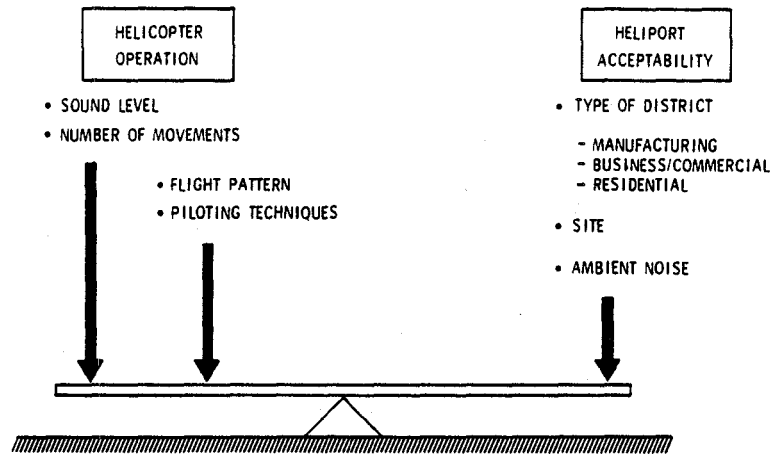 HELICOPTER
OPERATION
• SOUND LEVEL
• NUMBER OF MOVEMENTS
• FLIGHT PATTERN
• PILOTING TECHNIQUES
HELIPORT
ACCEPTABILITY
• TYPE OF DISTRICT
- MANUFACTURING
- BUSINESS/COMMERCIAL
- RESIDENTIAL
• SITE
• AMBIENT NOISE